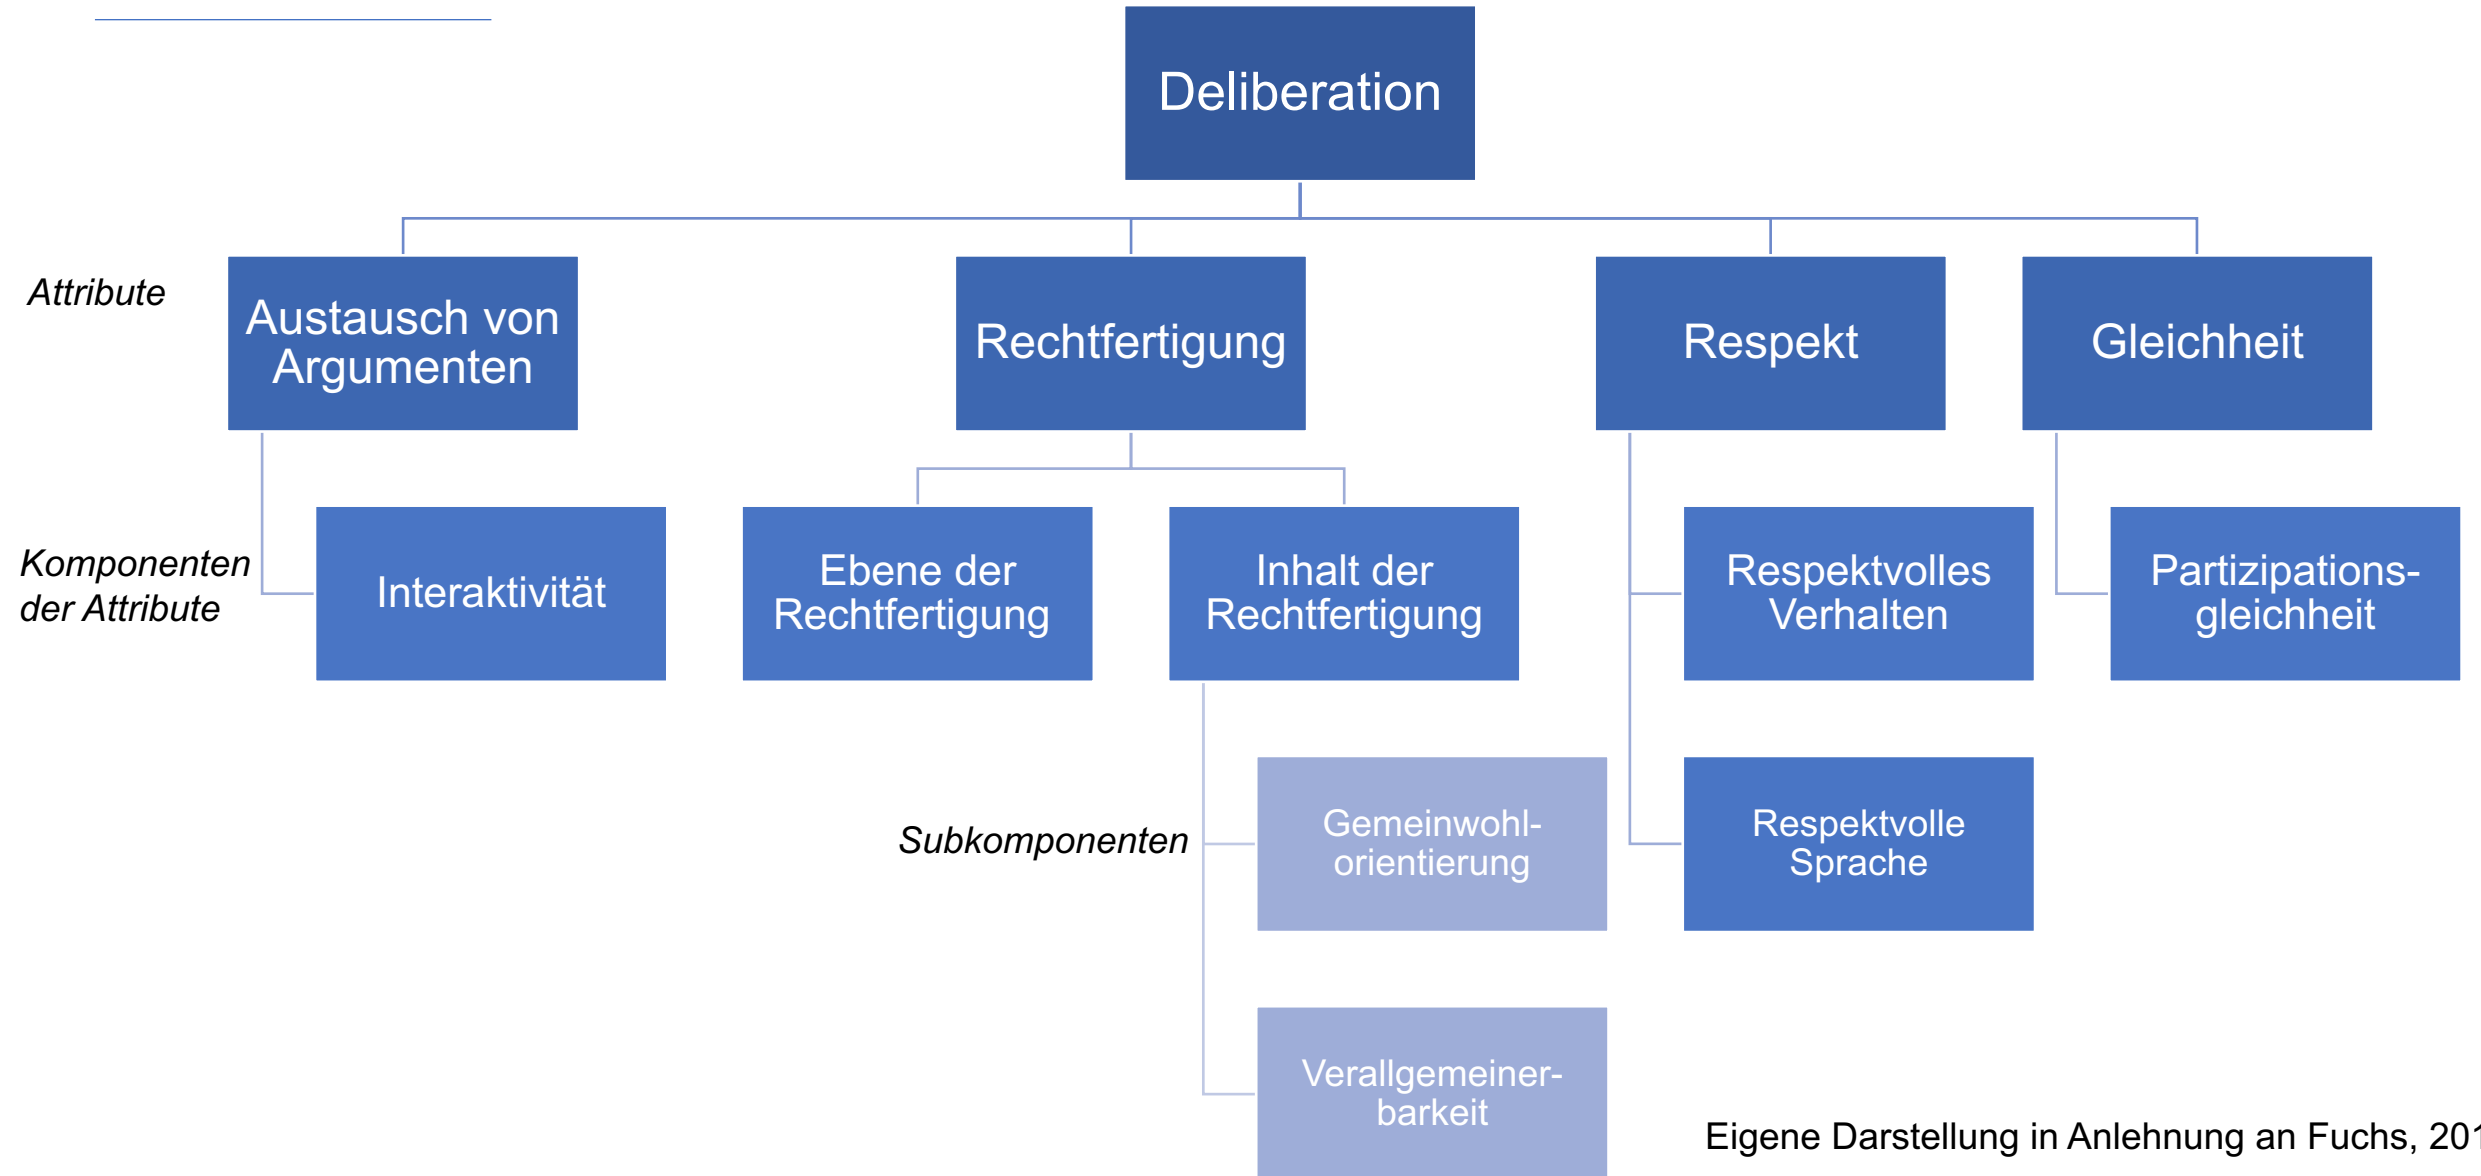 Deliberation
Attribute
Austausch von
Argumenten
Rechtfertigung
Respekt
Gleichheit
Komponenten
der Attribute
Interaktivität
Ebene der
Rechtfertigung
Inhalt der
Rechtfertigung
Respektvolles
Verhalten
Partizipations-
gleichheit
Subkomponenten
Gemeinwohl-
orientierung
Respektvolle
Sprache
Verallgemeiner-
barkeit
Eigene Darstellung in Anlehnung an Fuchs,